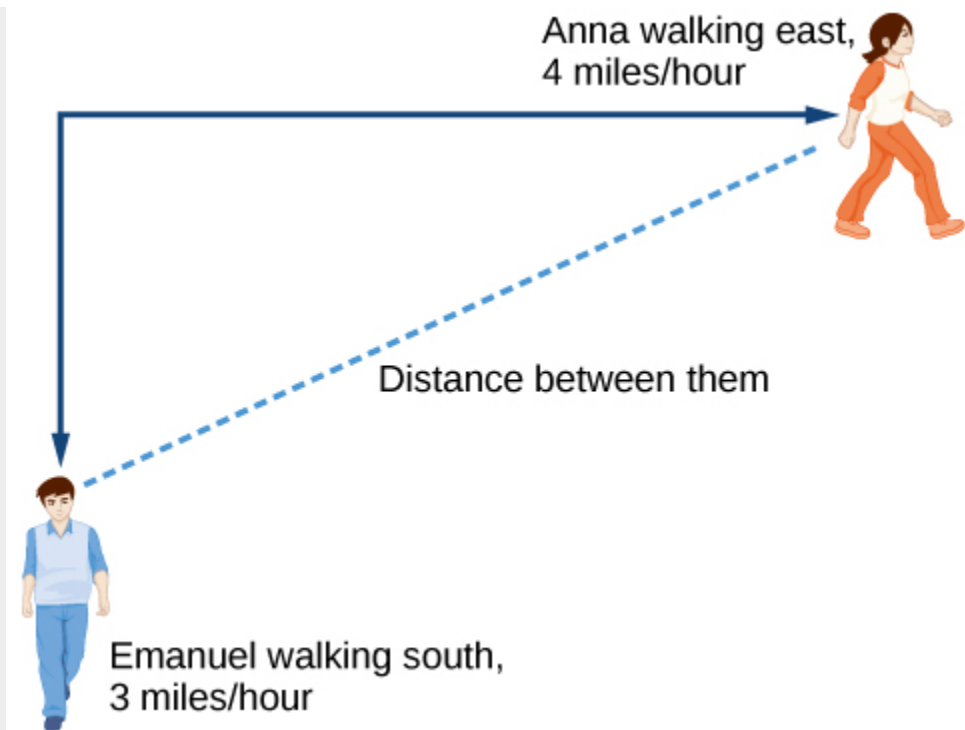 Anna walking east,
4 miles/hour
Distance between them
Emanuel walking south,
3 miles/hour